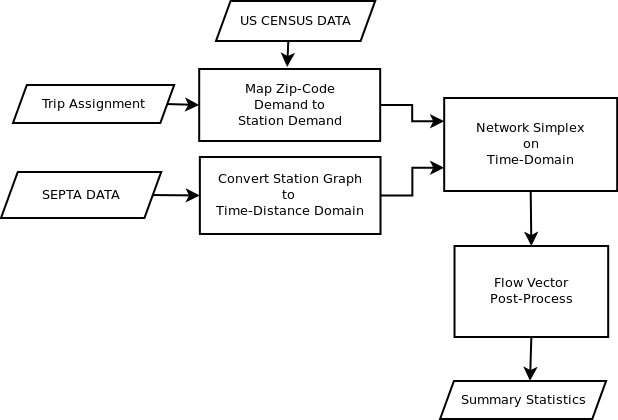 US CENSUS DATA
Trip Assignment
Map Zip-Code
Demand to
Station Demand
Network Simplex
on
Time-Domain
SEPTA DATA
Convert Station Graph
to
Time-Distance Domain
Flow Vector
Post-Process
Summary Statistics